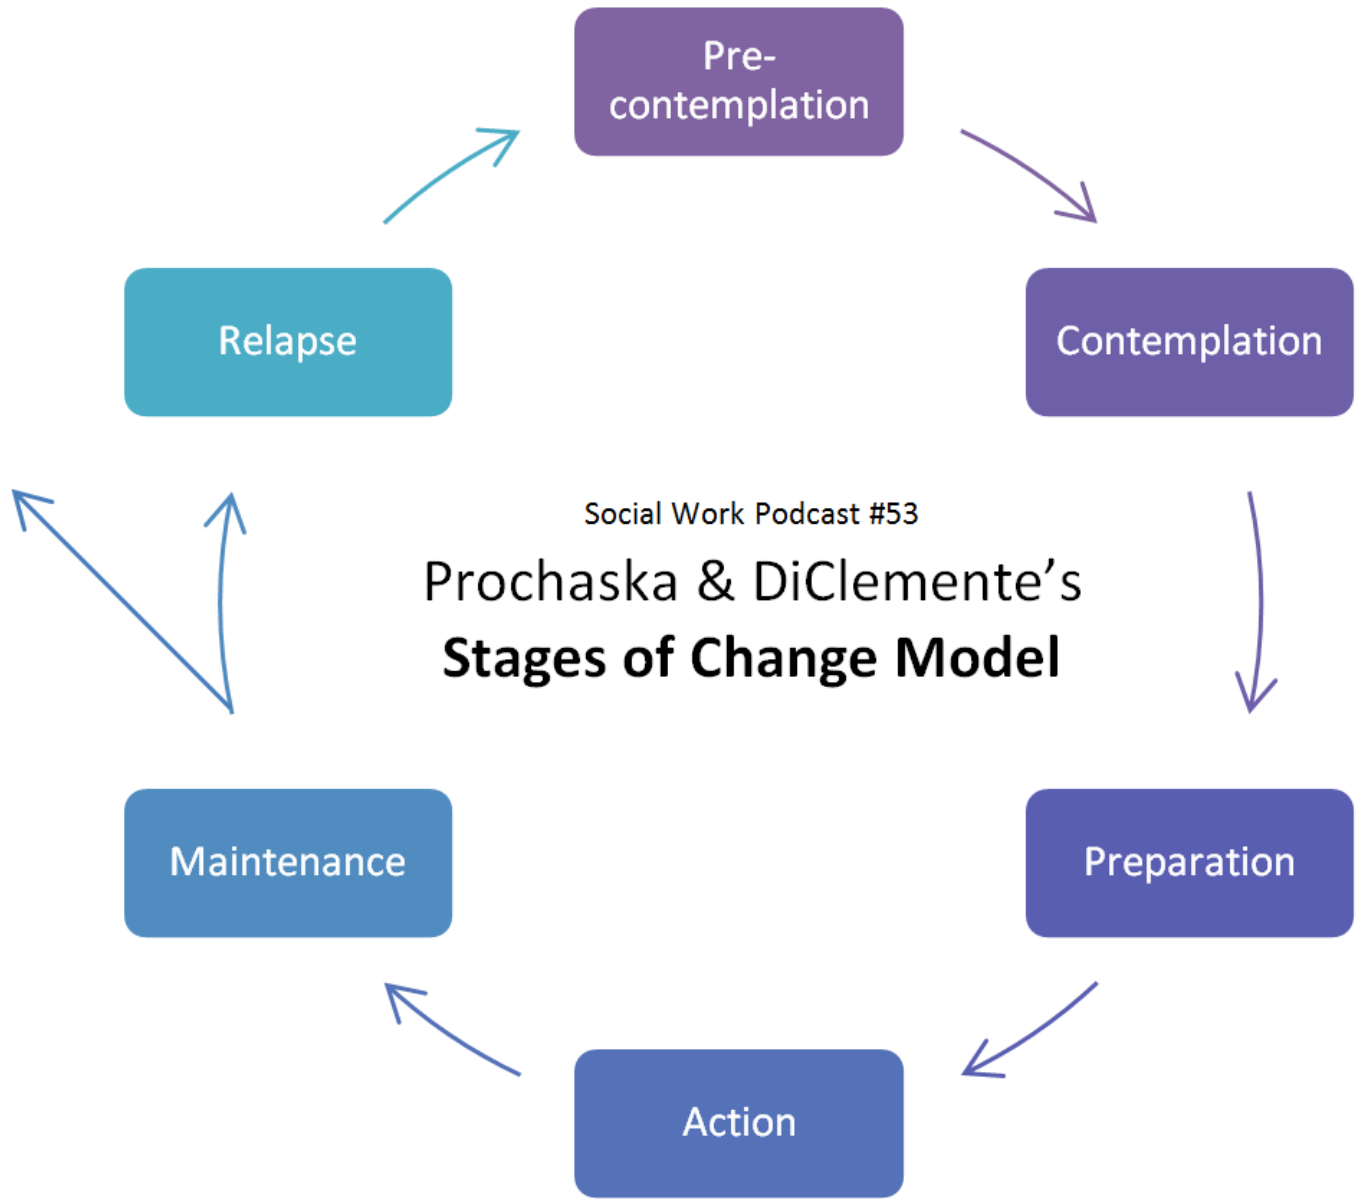 Pre-
contemplation
Contemplation
Preparation
Action
Maintenance
Relapse
Social Work Podcast #53
Prochaska & DiClemente’s
Stages of Change Model